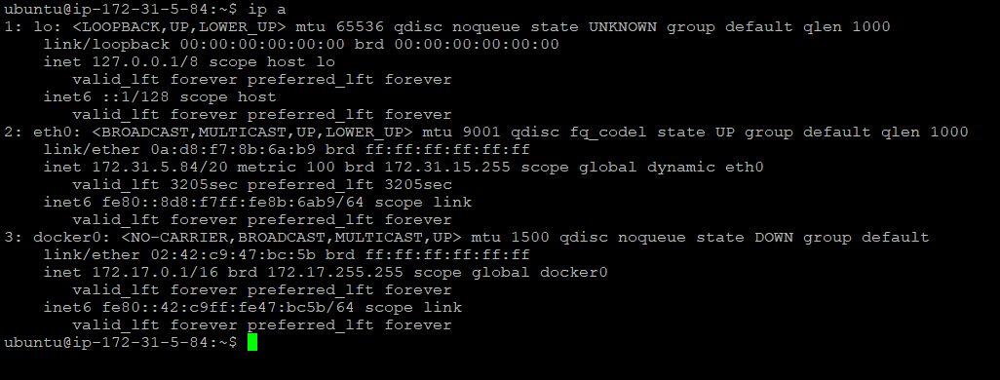 ubuntu@ip-172-31-5-84:~$ ip a
1: lo: <LOOPBACK,UP,LOWER_UP> mtu 65536 qdisc noqueue state UNKNOWN group default qlen 1000
    link/loopback 00:00:00:00:00:00 brd 00:00:00:00:00:00
    inet 127.0.0.1/8 scope host lo
       valid_lft forever preferred_lft forever
    inet6 ::1/128 scope host
       valid_lft forever preferred_lft forever
2: eth0: <BROADCAST,MULTICAST,UP,LOWER_UP> mtu 9001 qdisc fq_codel state UP group default qlen 1000
    link/ether 0a:d8:f7:8b:6a:b9 brd ff:ff:ff:ff:ff:ff
    inet 172.31.5.84/20 metric 100 brd 172.31.15.255 scope global dynamic eth0
       valid_lft 3205sec preferred_lft 3205sec
    inet6 fe80::8d8:f7ff:fe8b:6ab9/64 scope link
       valid_lft forever preferred_lft forever
3: docker0: <NO-CARRIER,BROADCAST,MULTICAST,UP> mtu 1500 qdisc noqueue state DOWN group default
    link/ether 02:42:c9:47:bc:5b brd ff:ff:ff:ff:ff:ff
    inet 172.17.0.1/16 brd 172.17.255.255 scope global docker0
       valid_lft forever preferred_lft forever
    inet6 fe80::42:c9ff:fe47:bc5b/64 scope link
       valid_lft forever preferred_lft forever
ubuntu@ip-172-31-5-84:~$